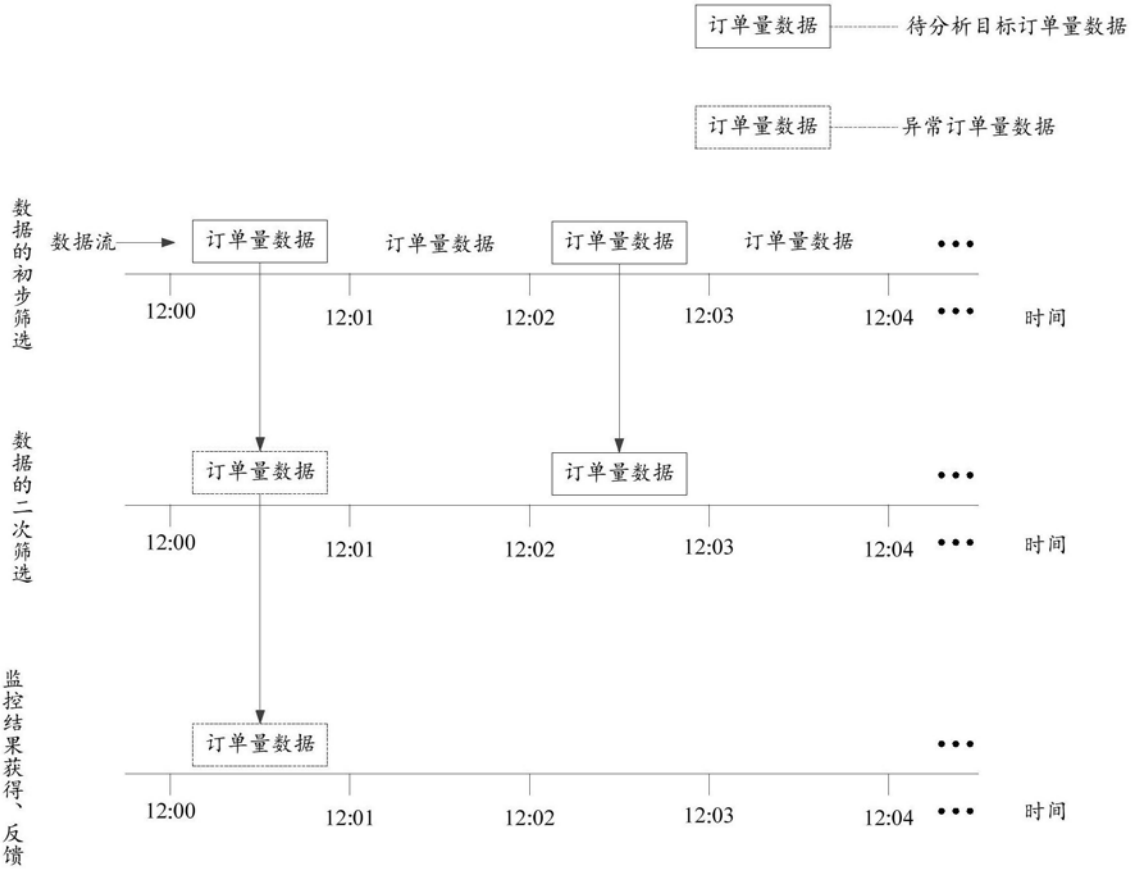 订单量数据 待分析目标订单量数据
订单量数据 异常订单量数据
数据的初步筛选
数据流 订单量数据 订单量数据 订单量数据 订单量数据 •••
12:00 12:01 12:02 12:03 12:04 ••• 时间
数据的二次筛选
订单量数据 订单量数据 •••
12:00 12:01 12:02 12:03 12:04 ••• 时间
监控结果获得、反馈
订单量数据 •••
12:00 12:01 12:02 12:03 12:04 ••• 时间